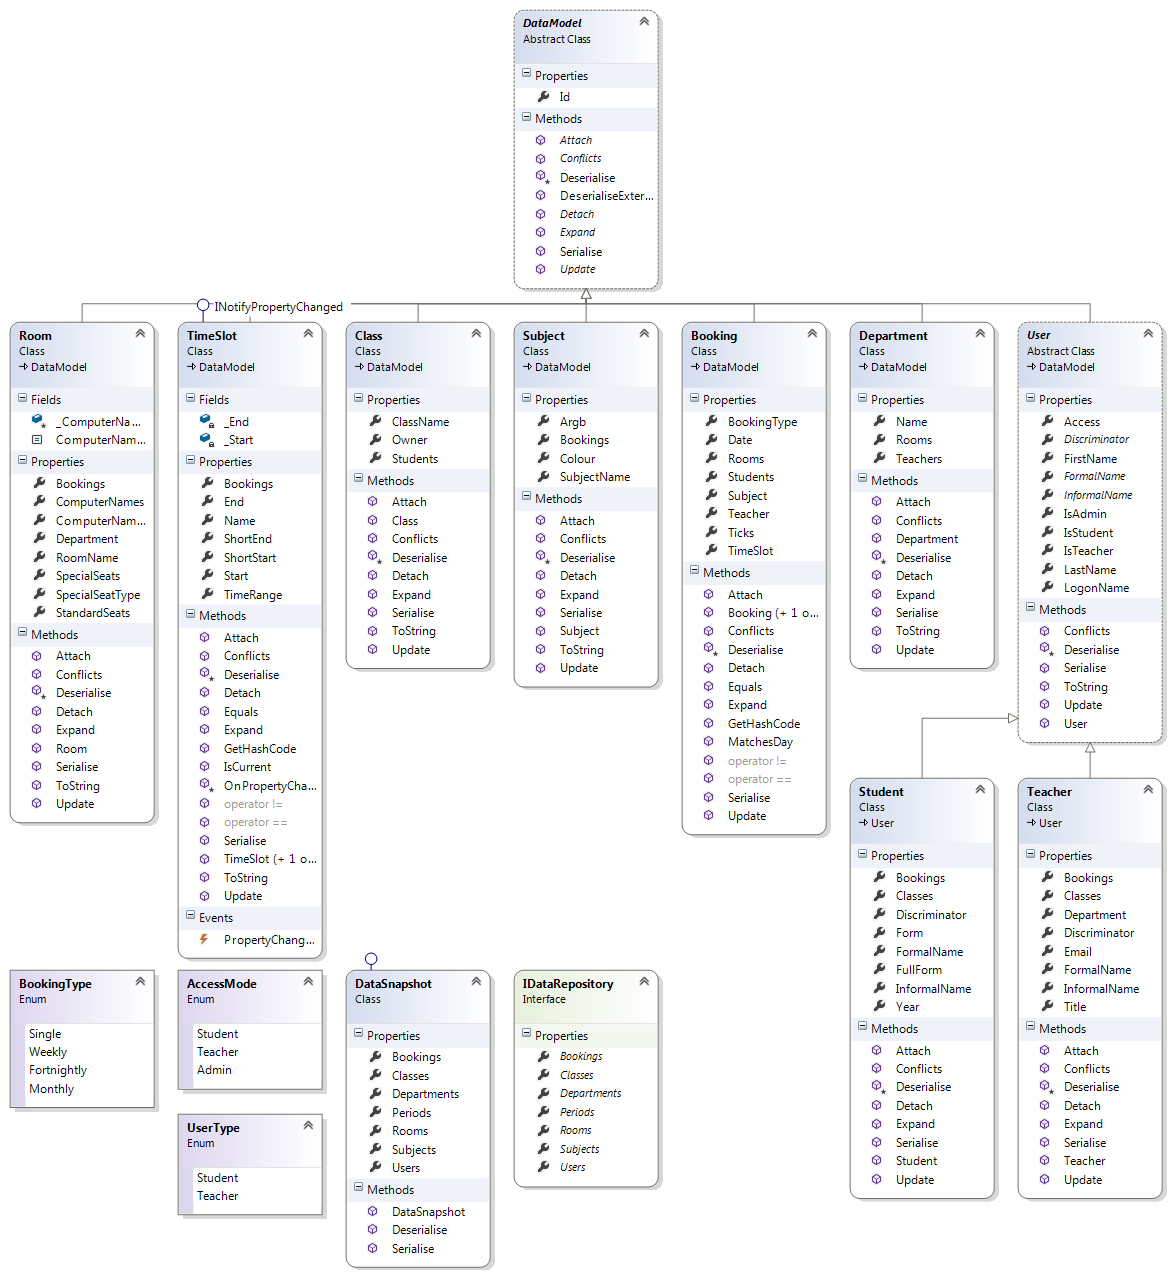 DataModel
Abstract Class
Properties
Id
Methods
Attach
Conflicts
Deserialise
DeserialiseExter...
Detach
Expand
Serialise
Update
INotifyPropertyChanged
Room
Class
DataModel
Fields
_ComputerNa...
ComputerNam...
Properties
Bookings
ComputerNames
ComputerNam...
Department
RoomName
SpecialSeats
SpecialSeatType
StandardSeats
Methods
Attach
Conflicts
Deserialise
Detach
Expand
Room
Serialise
ToString
Update
TimeSlot
Class
DataModel
Fields
_End
_Start
Properties
Bookings
End
Name
ShortEnd
ShortStart
Start
TimeRange
Methods
Attach
Conflicts
Deserialise
Detach
Equals
Expand
GetHashCode
IsCurrent
OnPropertyCha...
operator !=
operator ==
Serialise
TimeSlot (+ 1 o...
ToString
Update
Events
PropertyChang...
Class
Class
DataModel
Properties
ClassName
Owner
Students
Methods
Attach
Class
Conflicts
Deserialise
Detach
Expand
Serialise
ToString
Update
Subject
Class
DataModel
Properties
Argb
Bookings
Colour
SubjectName
Methods
Attach
Conflicts
Deserialise
Detach
Expand
Serialise
Subject
ToString
Update
Booking
Class
DataModel
Properties
BookingType
Date
Rooms
Students
Subject
Teacher
Ticks
TimeSlot
Methods
Attach
Booking (+ 1 o...
Conflicts
Deserialise
Detach
Equals
Expand
GetHashCode
MatchesDay
operator !=
operator ==
Serialise
Update
Department
Class
DataModel
Properties
Name
Rooms
Teachers
Methods
Attach
Conflicts
Department
Deserialise
Detach
Expand
Serialise
ToString
Update
User
Abstract Class
DataModel
Properties
Access
Discriminator
FirstName
FormalName
InformalName
IsAdmin
IsStudent
IsTeacher
LastName
LogonName
Methods
Conflicts
Deserialise
Serialise
ToString
Update
User
Student
Class
User
Properties
Bookings
Classes
Discriminator
Form
FormalName
FullForm
InformalName
Year
Methods
Attach
Conflicts
Deserialise
Detach
Expand
Serialise
Student
Update
Teacher
Class
User
Properties
Bookings
Classes
Department
Discriminator
Email
FormalName
InformalName
Title
Methods
Attach
Conflicts
Deserialise
Detach
Expand
Serialise
Teacher
Update
BookingType
Enum
Single
Weekly
Fortnightly
Monthly
AccessMode
Enum
Student
Teacher
Admin
UserType
Enum
Student
Teacher
DataSnapshot
Class
Properties
Bookings
Classes
Departments
Periods
Rooms
Subjects
Users
Methods
DataSnapshot
Deserialise
Serialise
IDataRepository
Interface
Properties
Bookings
Classes
Departments
Periods
Rooms
Subjects
Users